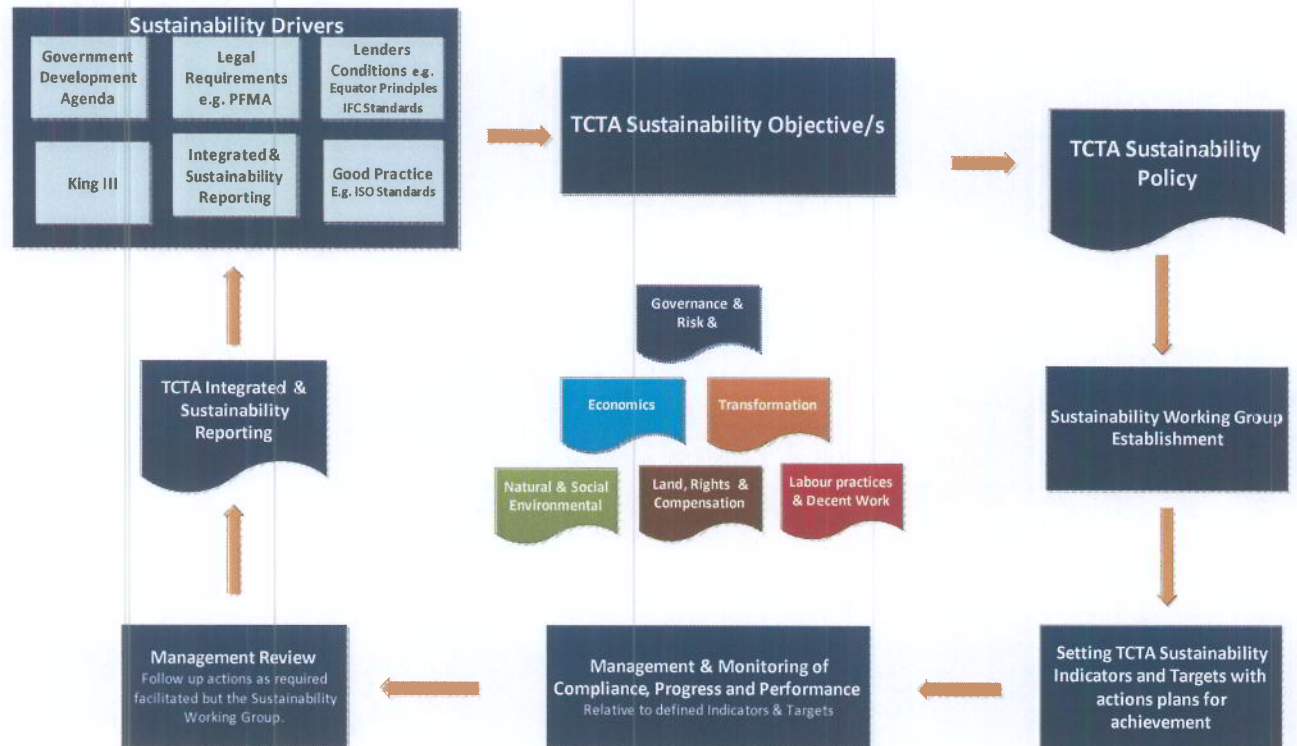 Sustainability Drivers
Government
Development
Agenda
Legal
Requirements
e.g. PFMA
Lenders
Conditions e.g.
Equator Principles
IFC Standards
King III
Integrated &
Sustainability
Reporting
Good Practice
E.g. ISO Standards
TCTA Sustainability Objective/s
TCTA Sustainability
Policy
Governance &
Risk &
Economics
Transformation
Natural & Social
Environmental
Land, Rights &
Compensation
Labour practices
& Decent Work
Sustainability Working Group
Establishment
TCTA Integrated &
Sustainability
Reporting
Setting TCTA Sustainability
Indicators and Targets with
actions plans for
achievement
Management & Monitoring of
Compliance, Progress and Performance
Relative to defined Indicators & Targets
Management Review
Follow up actions as required
facilitated but the Sustainability
Working Group.